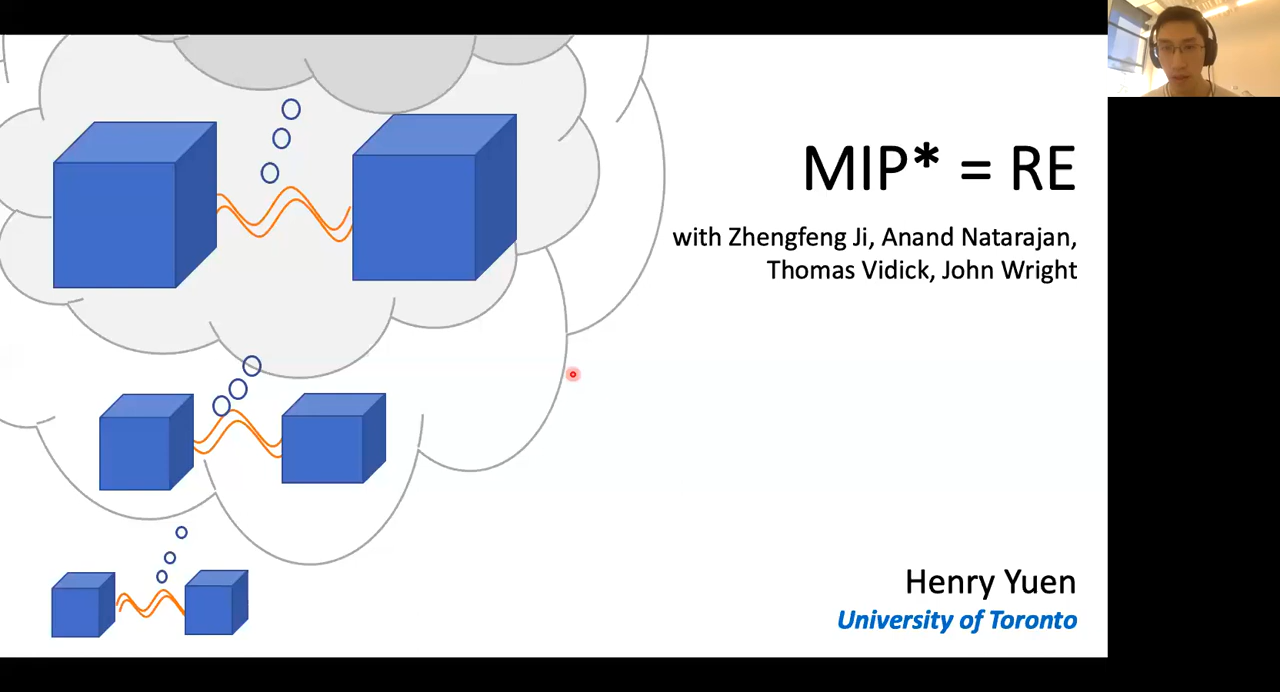 MIP* = RE
with Zhengfeng Ji, Anand Natarajan,
Thomas Vidick, John Wright
Henry Yuen
University of Toronto